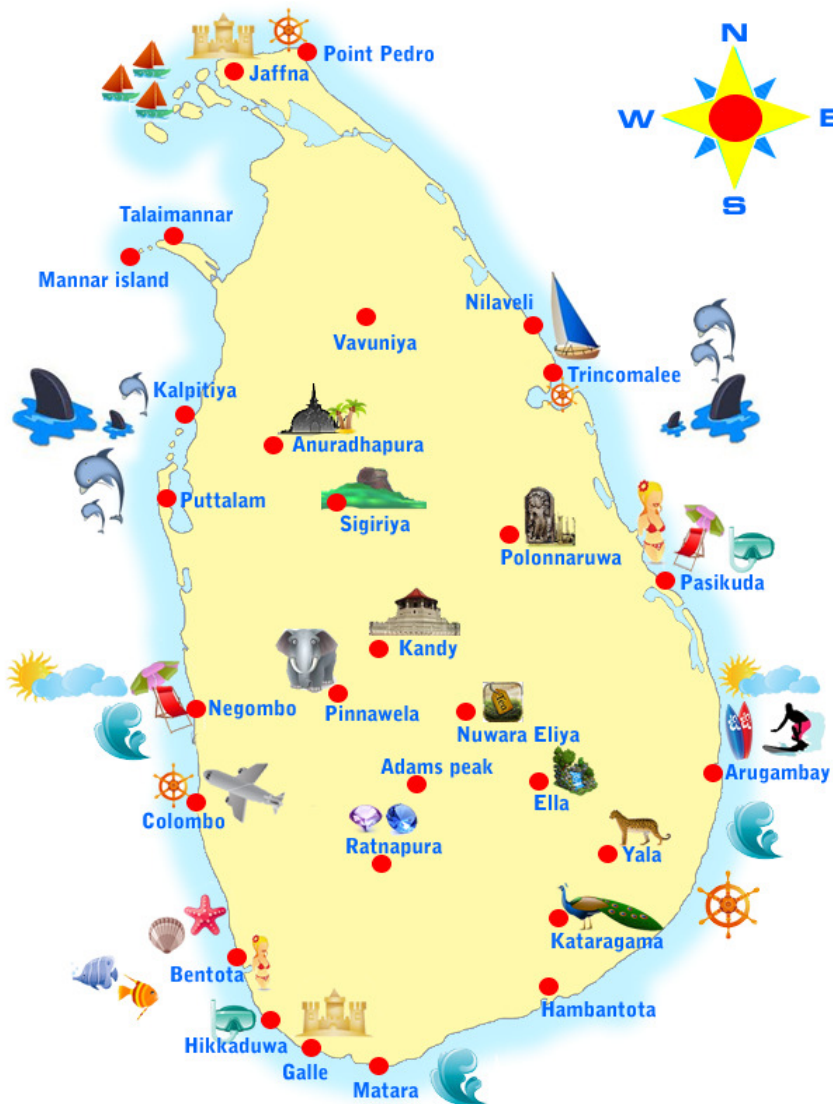 N
Point Pedro
Jaffna
W
E
S
Talaimannar
Mannar island
Nilaveli
Vavuniya
Trincomalee
Kalpitiya
Anuradhapura
Puttalam
Sigiriya
Polonnaruwa
Pasikuda
Kandy
Negombo
Pinnawela
Nuwara Eliya
Adams peak
Arugambay
Ella
Colombo
Ratnapura
Yala
Kataragama
Bentota
Hambantota
Hikkaduwa
Galle
Matara